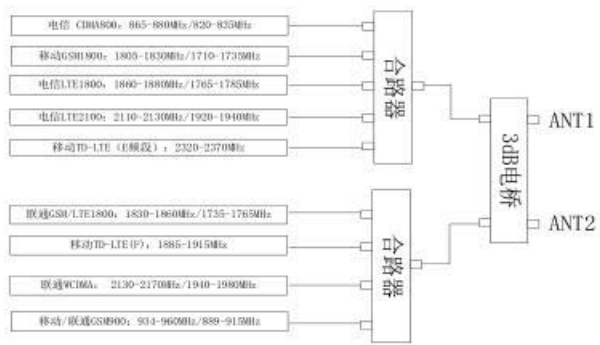 电信 CDMA800：865-880MHz/820-835MHz
移动GSM1800：1805-1830MHz/1710-1735MHz
电信LTE1800：1860-1880MHz/1765-1785MHz
电信LTE2100：2110-2130MHz/1920-1940MHz
移动TD-LTE（E频段）：2320-2370MHz
合路器
3dB电桥
ANT1
ANT2
联通GSM/LTE1800：1830-1860MHz/1735-1765MHz
移动TD-LTE(F)：1885-1915MHz
联通WCDMA： 2130-2170MHz/1940-1980MHz
移动/联通GSM900：934-960MHz/889-915MHz
合路器